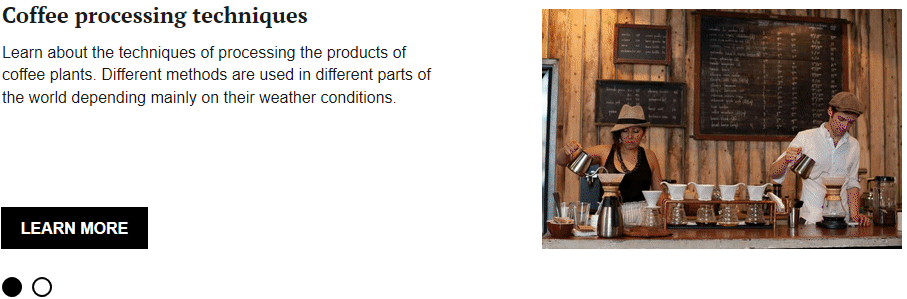 Coffee processing techniques
Learn about the techniques of processing the products of
coffee plants. Different methods are used in different parts of
the world depending mainly on their weather conditions.
LEARN MORE